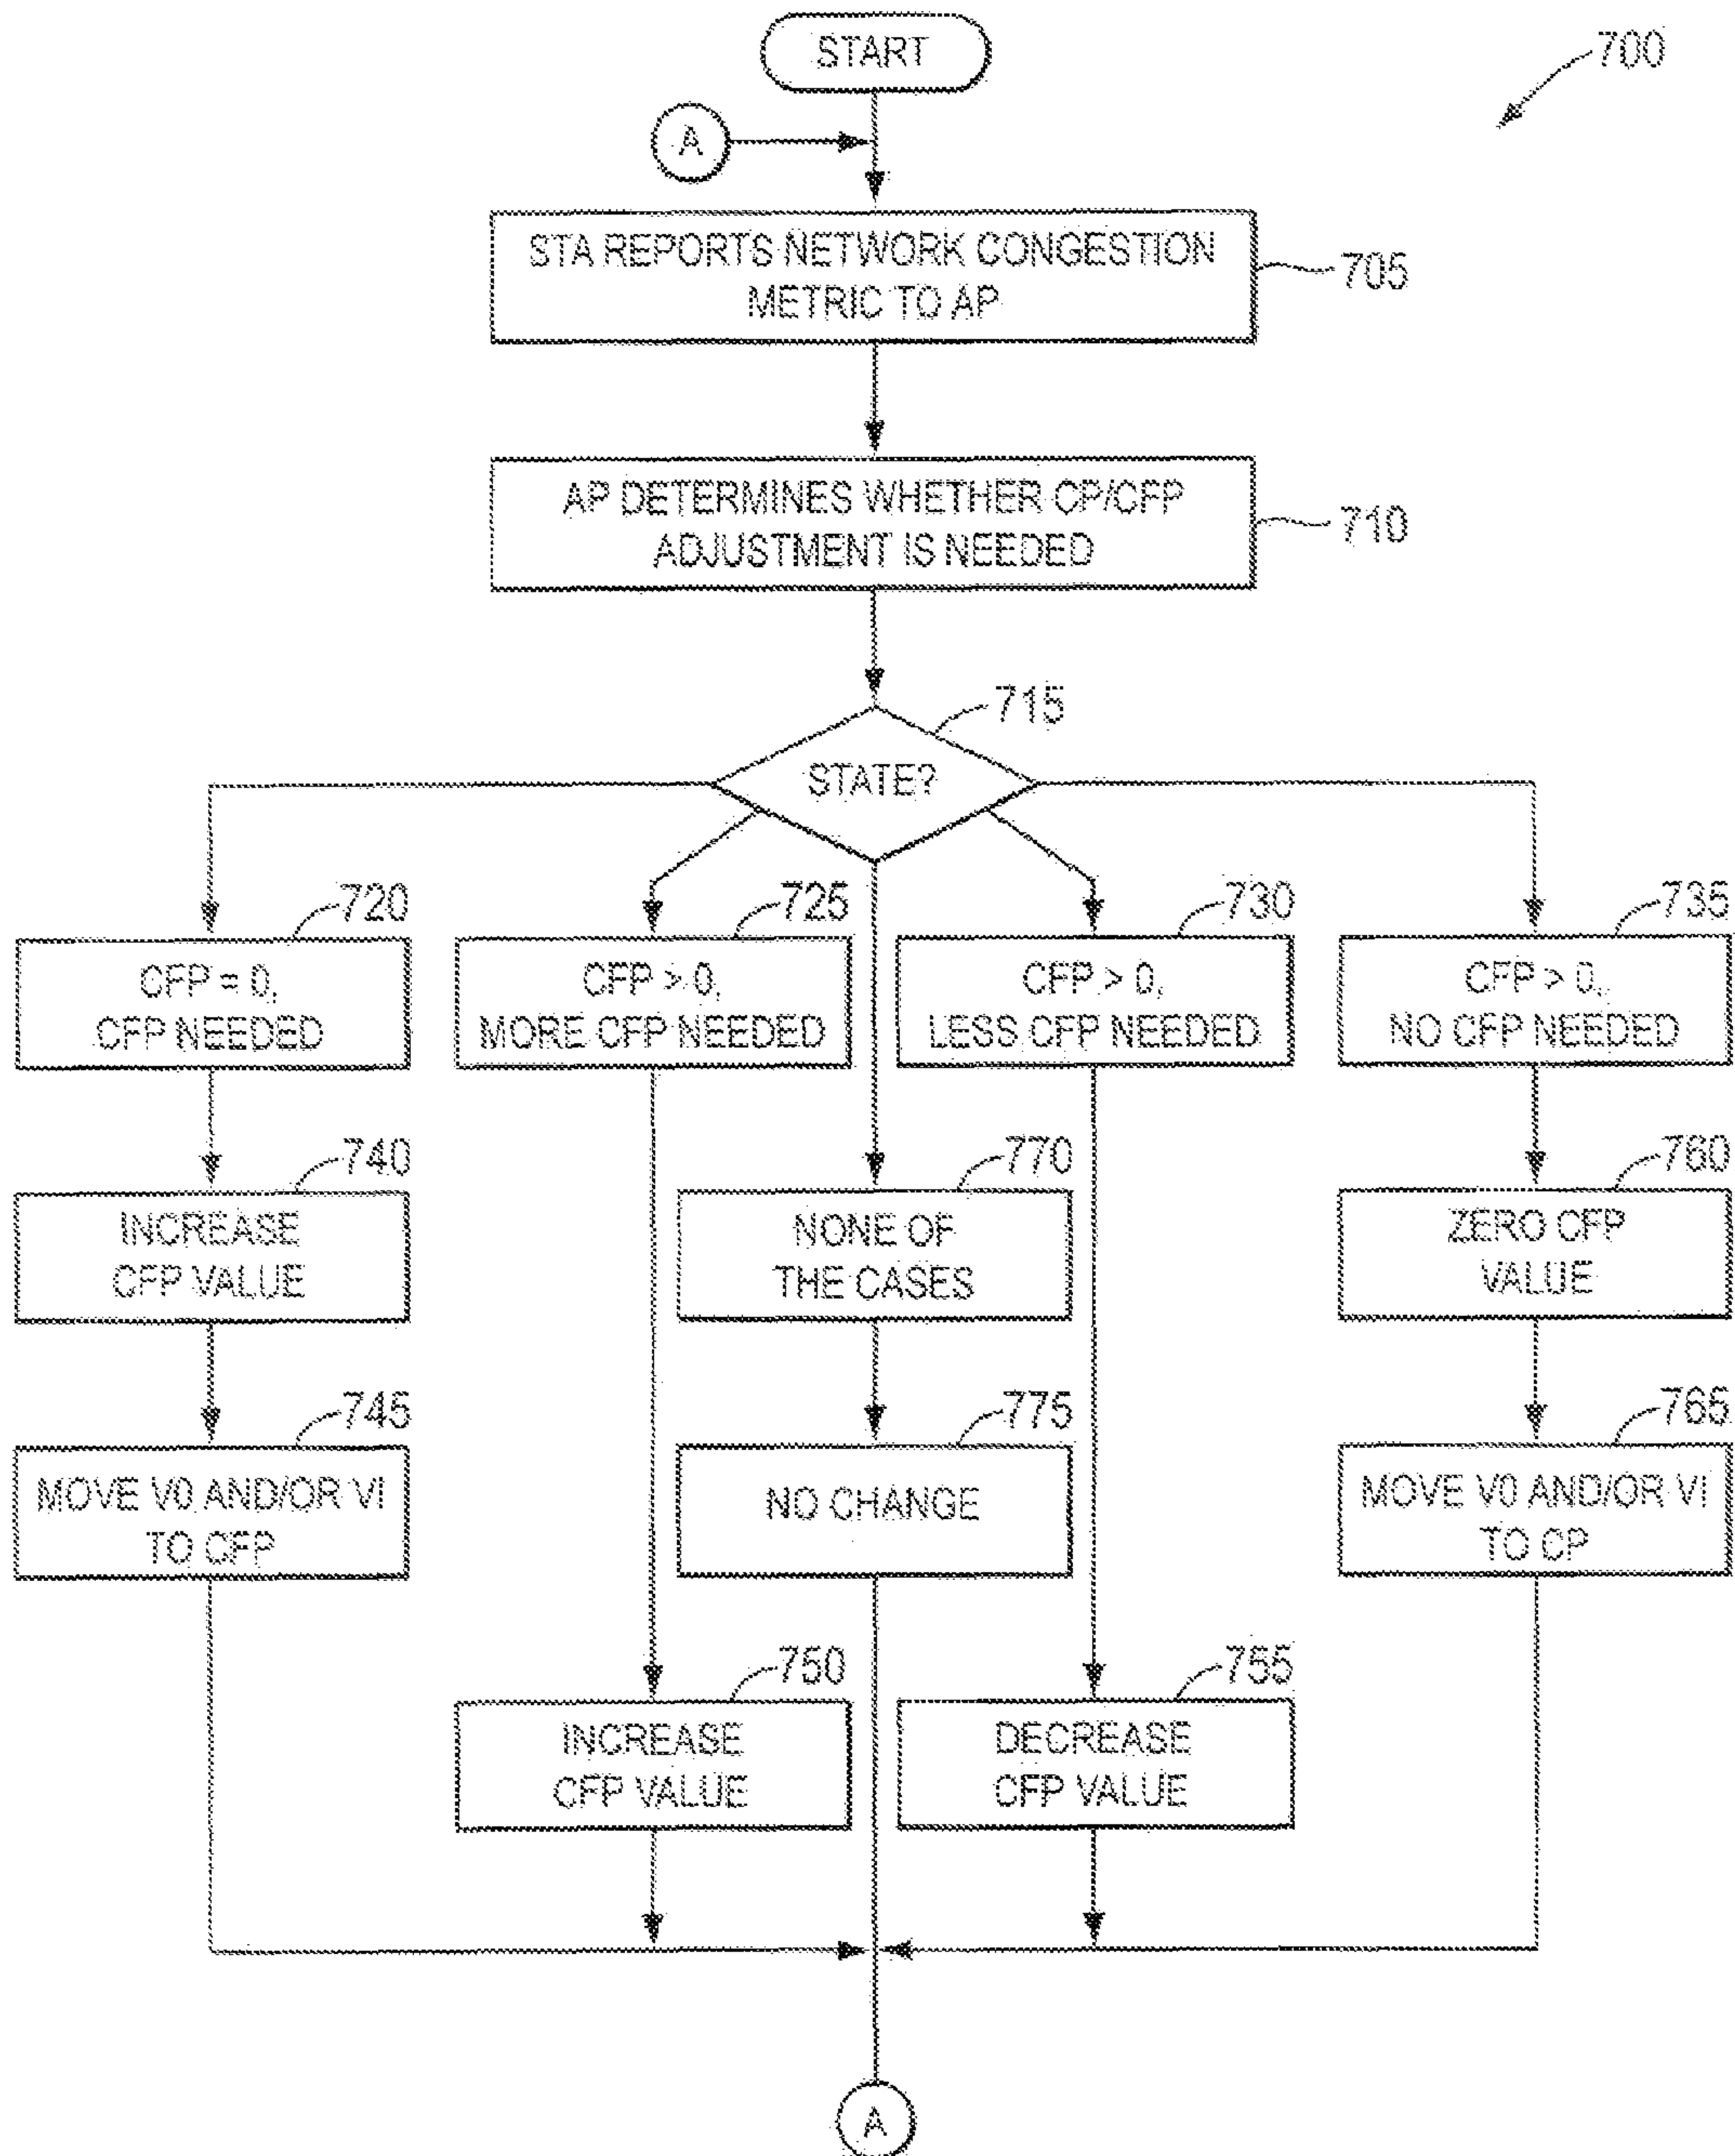 START
700
A
STA REPORTS NETWORK CONGESTION
METRIC TO AP
705
AP DETERMINES WHETHER CP/CFP
ADJUSTMENT IS NEEDED
710
715
STATE?
720
CFP = 0,
CFP NEEDED
725
CFP > 0,
MORE CFP NEEDED
730
CFP > 0,
LESS CFP NEEDED
735
CFP > 0,
NO CFP NEEDED
740
INCREASE
CFP VALUE
770
NONE OF
THE CASES
760
ZERO CFP
VALUE
745
MOVE V0 AND/OR VI
TO CFP
775
NO CHANGE
765
MOVE V0 AND/OR VI
TO CP
750
INCREASE
CFP VALUE
755
DECREASE
CFP VALUE
A